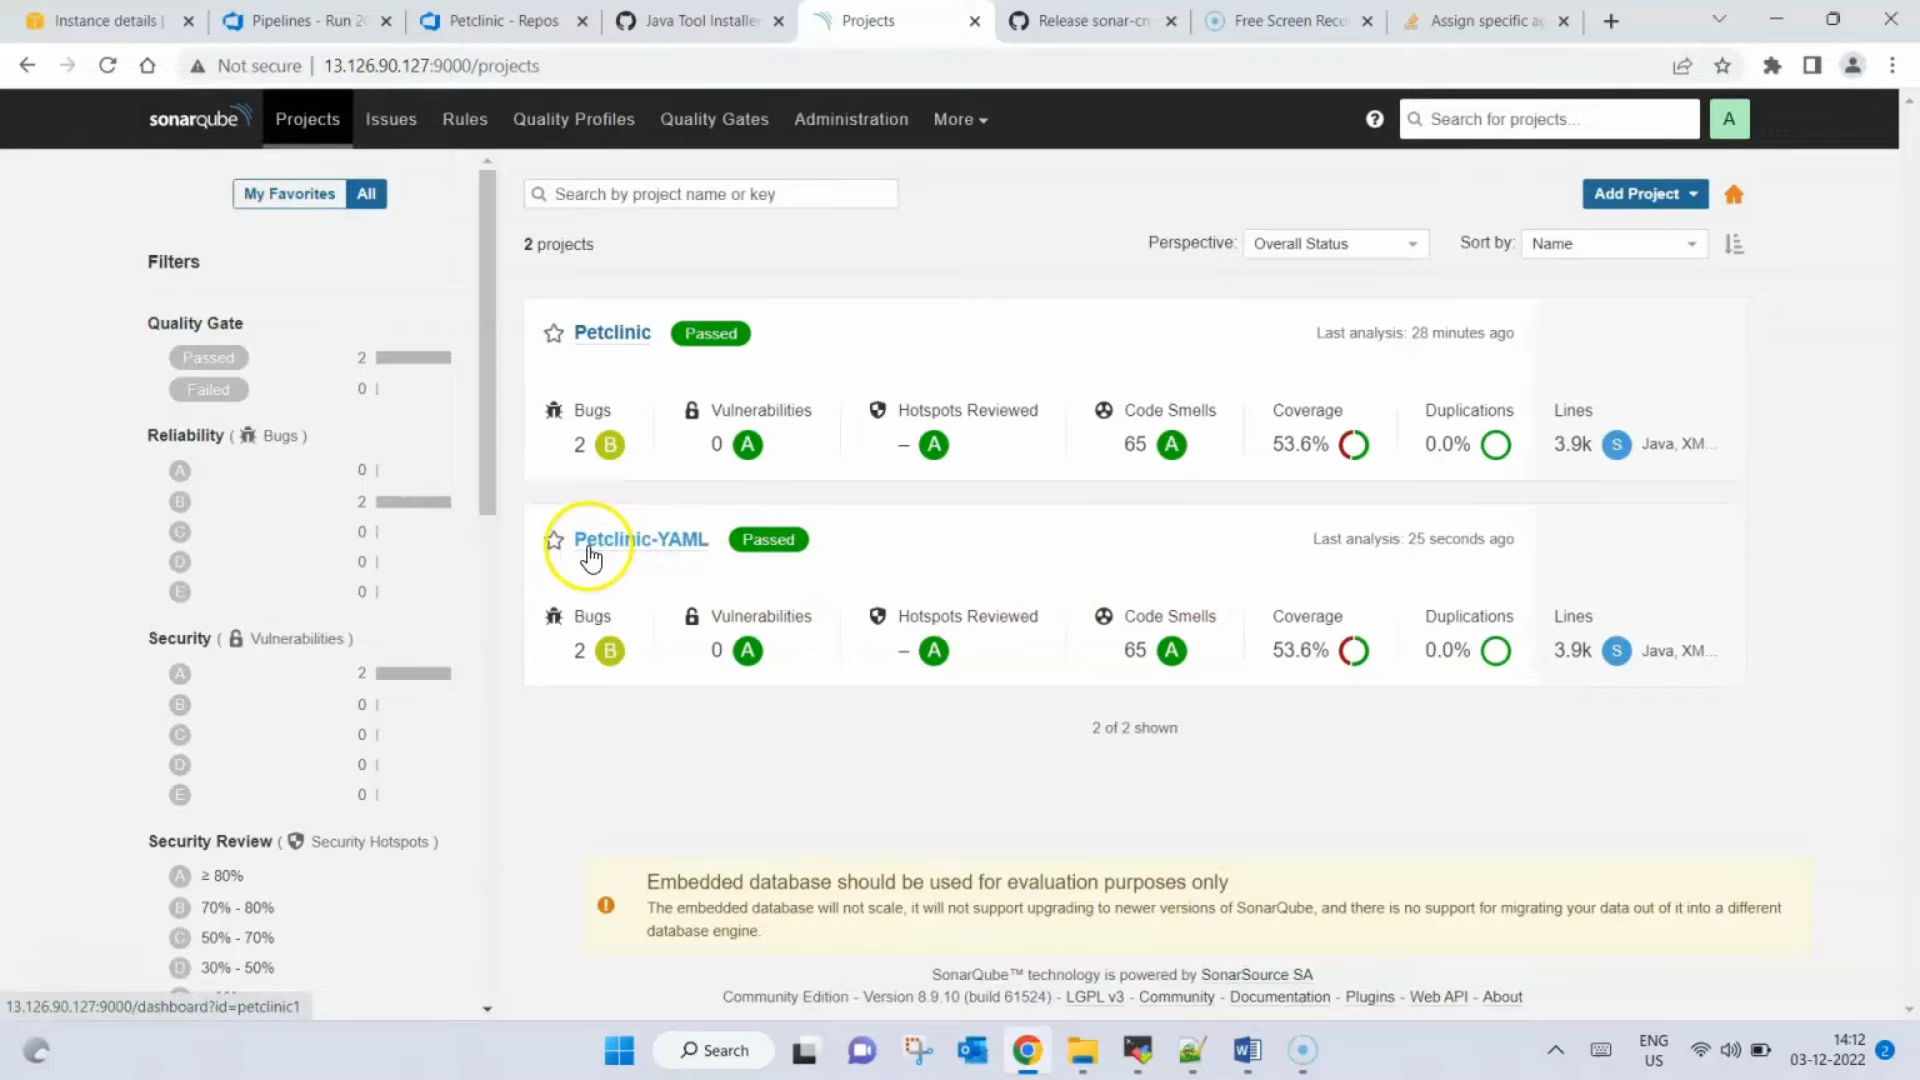 Instance details |
Pipelines - Run 20
Petclinic - Repos
Java Tool Installe
Projects
Release sonar-cn
Free Screen Reco
Assign specific ag
Not secure | 13.126.90.127:9000/projects
sonarqube
Projects
Issues
Rules
Quality Profiles
Quality Gates
Administration
More
Search for projects...
A
My Favorites
All
Search by project name or key
Add Project
2 projects
Perspective: Overall Status
Sort by: Name
Filters
Quality Gate
Passed 2
Failed 0
Reliability ( Bugs )
A 0
B 2
C 0
D 0
E 0
Security ( Vulnerabilities )
A 2
B 0
C 0
D 0
E 0
Security Review ( Security Hotspots )
A ≥ 80%
B 70% - 80%
C 50% - 70%
D 30% - 50%
Petclinic Passed
Last analysis: 28 minutes ago
Bugs Vulnerabilities Hotspots Reviewed Code Smells Coverage Duplications Lines
2 B 0 A – A 65 A 53.6% 0.0% 3.9k S Java, XM...
Petclinic-YAML Passed
Last analysis: 25 seconds ago
Bugs Vulnerabilities Hotspots Reviewed Code Smells Coverage Duplications Lines
2 B 0 A – A 65 A 53.6% 0.0% 3.9k S Java, XM...
2 of 2 shown
Embedded database should be used for evaluation purposes only
The embedded database will not scale, it will not support upgrading to newer versions of SonarQube, and there is no support for migrating your data out of it into a different
database engine.
SonarQube™ technology is powered by SonarSource SA
Community Edition - Version 8.9.10 (build 61524) - LGPL v3 - Community - Documentation - Plugins - Web API - About
13.126.90.127:9000/dashboard?id=petclinic1
Search
ENG
US
14:12
03-12-2022
2